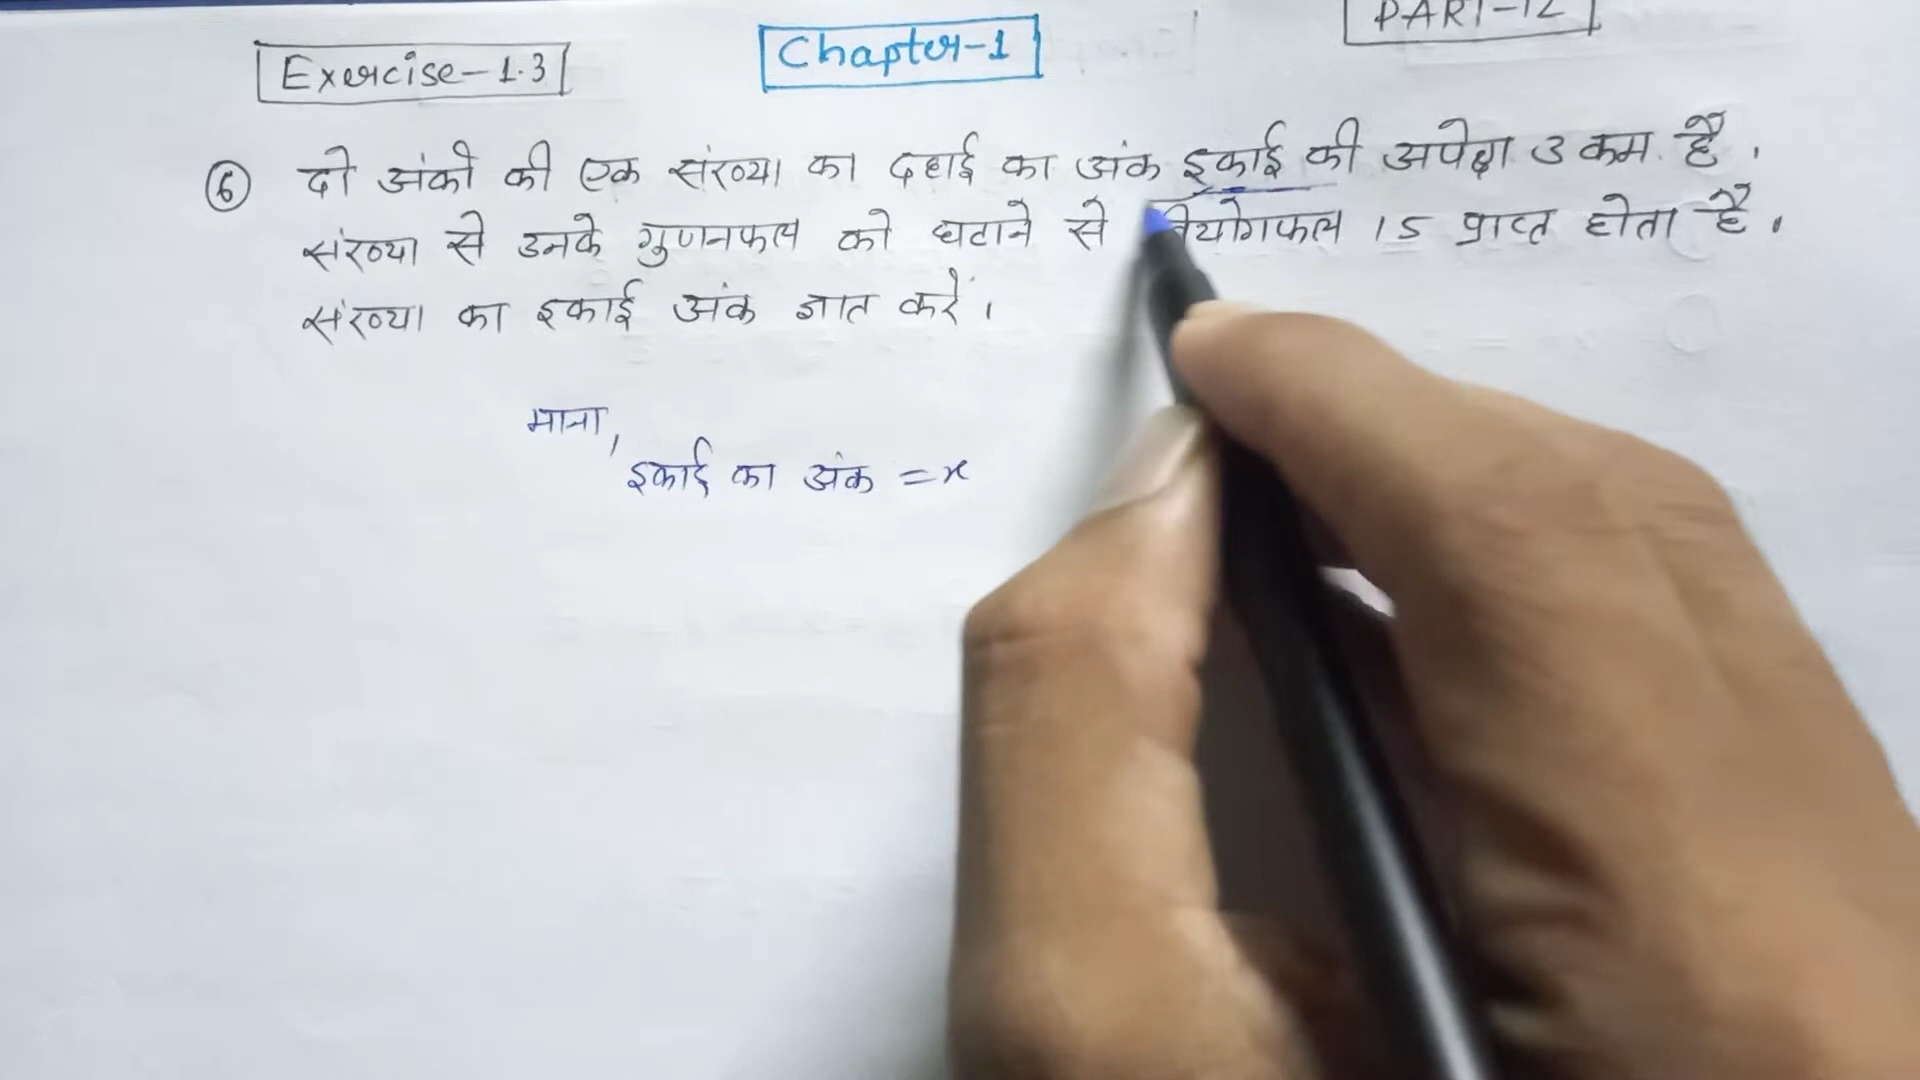 Exercise-1.3
Chapter-1
PART-12
6 दो अंको की एक संख्या का दहाई का अंक इकाई की अपेक्षा 3 कम है.
संख्या से उनके गुणनफल को घटाने से वियोगफल 15 प्राप्त होता है.
संख्या का इकाई अंक ज्ञात करें।
माना,
इकाई का अंक = x